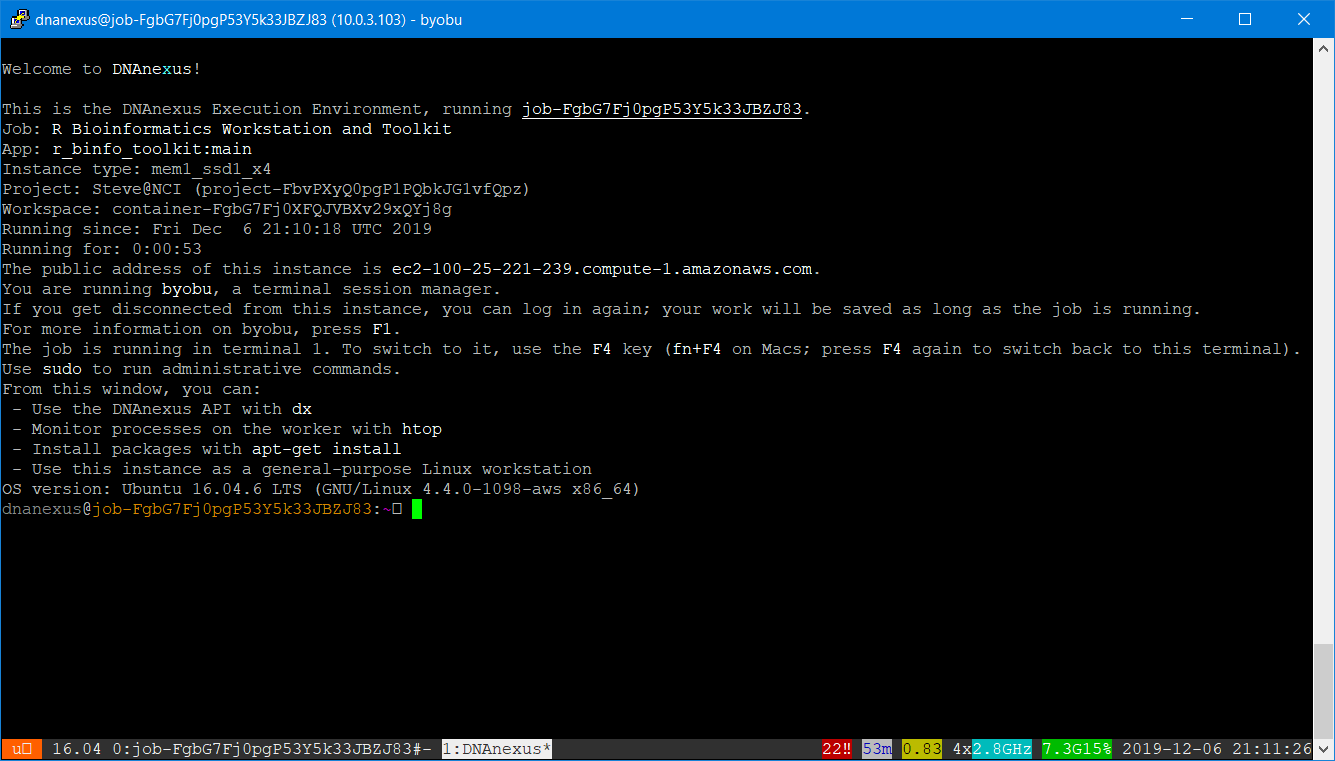 dnanexus@job-FgbG7Fj0pgP53Y5k33JBZJ83 (10.0.3.103) - byobu
Welcome to DNAnexus!
This is the DNAnexus Execution Environment, running job-FgbG7Fj0pgP53Y5k33JBZJ83.
Job: R Bioinformatics Workstation and Toolkit
App: r_binfo_toolkit:main
Instance type: mem1_ssd1_x4
Project: Steve@NCI (project-FbvPXyQ0pgP1PQbkJG1vfQpz)
Workspace: container-FgbG7Fj0XFQJVBXv29xQYj8g
Running since: Fri Dec  6 21:10:18 UTC 2019
Running for: 0:00:53
The public address of this instance is ec2-100-25-221-239.compute-1.amazonaws.com.
You are running byobu, a terminal session manager.
If you get disconnected from this instance, you can log in again; your work will be saved as long as the job is running.
For more information on byobu, press F1.
The job is running in terminal 1. To switch to it, use the F4 key (fn+F4 on Macs; press F4 again to switch back to this terminal).
Use sudo to run administrative commands.
From this window, you can:
 - Use the DNAnexus API with dx
 - Monitor processes on the worker with htop
 - Install packages with apt-get install
 - Use this instance as a general-purpose Linux workstation
OS version: Ubuntu 16.04.6 LTS (GNU/Linux 4.4.0-1098-aws x86_64)
dnanexus@job-FgbG7Fj0pgP53Y5k33JBZJ83:~□
u□ 16.04 0:job-FgbG7Fj0pgP53Y5k33JBZJ83#- 1:DNAnexus* 22‼ 53m 0.83 4x2.8GHz 7.3G15% 2019-12-06 21:11:26